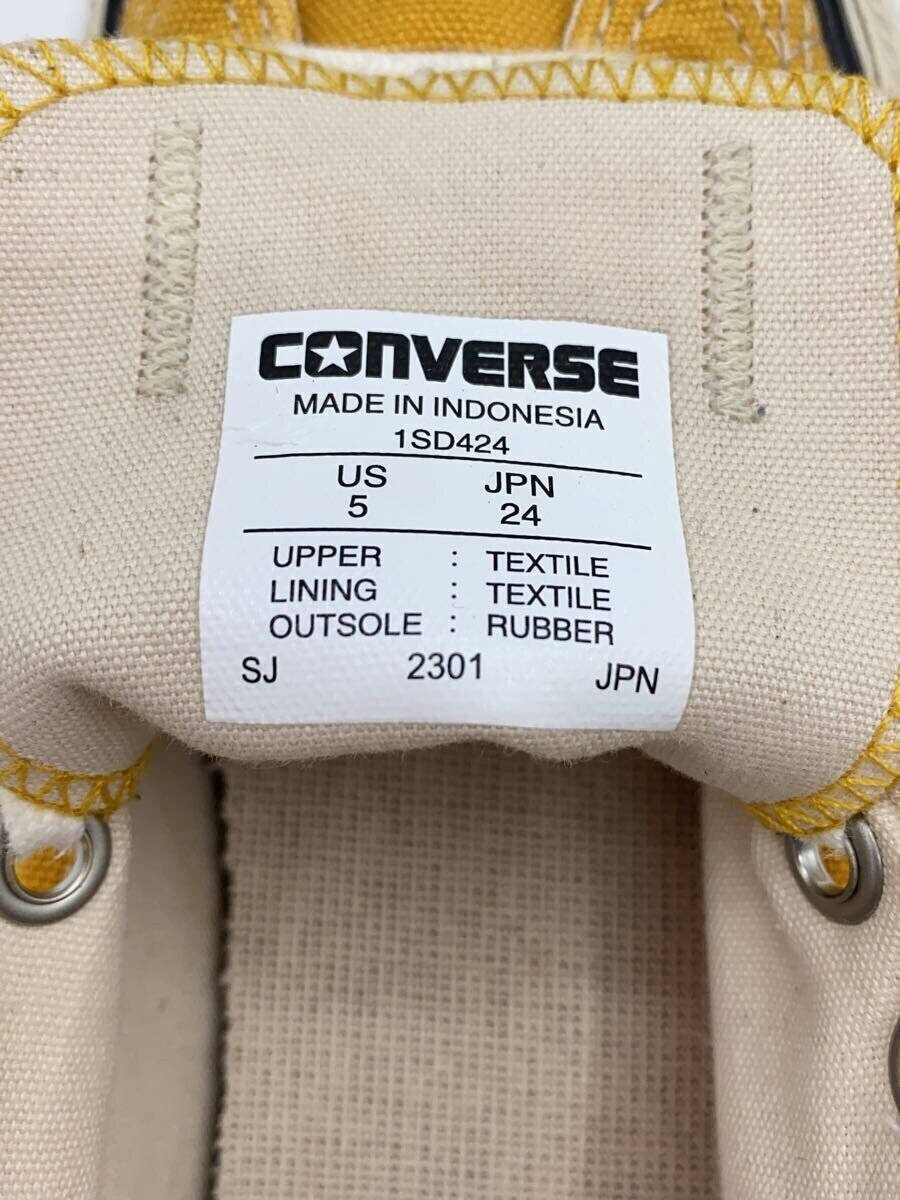 CONVERSE
MADE IN INDONESIA
1SD424
US JPN
5 24
UPPER : TEXTILE
LINING : TEXTILE
OUTSOLE : RUBBER
SJ 2301 JPN